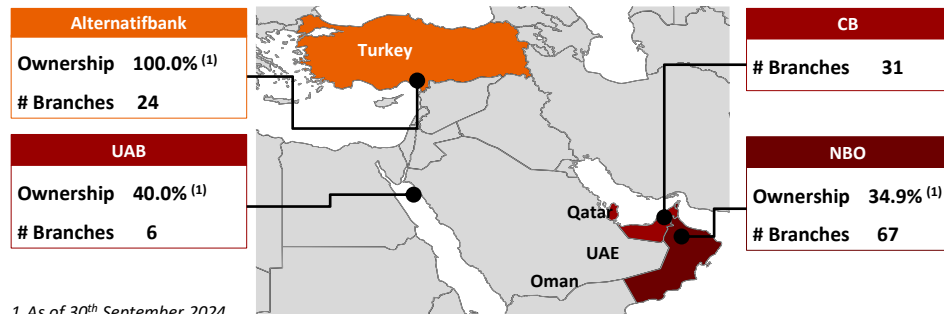 Alternatifbank
Ownership 100.0% (1)
# Branches 24
UAB
Ownership 40.0% (1)
# Branches 6
Turkey
Qatar
UAE
Oman
CB
# Branches 31
NBO
Ownership 34.9% (1)
# Branches 67
1 As of 30th September 2024